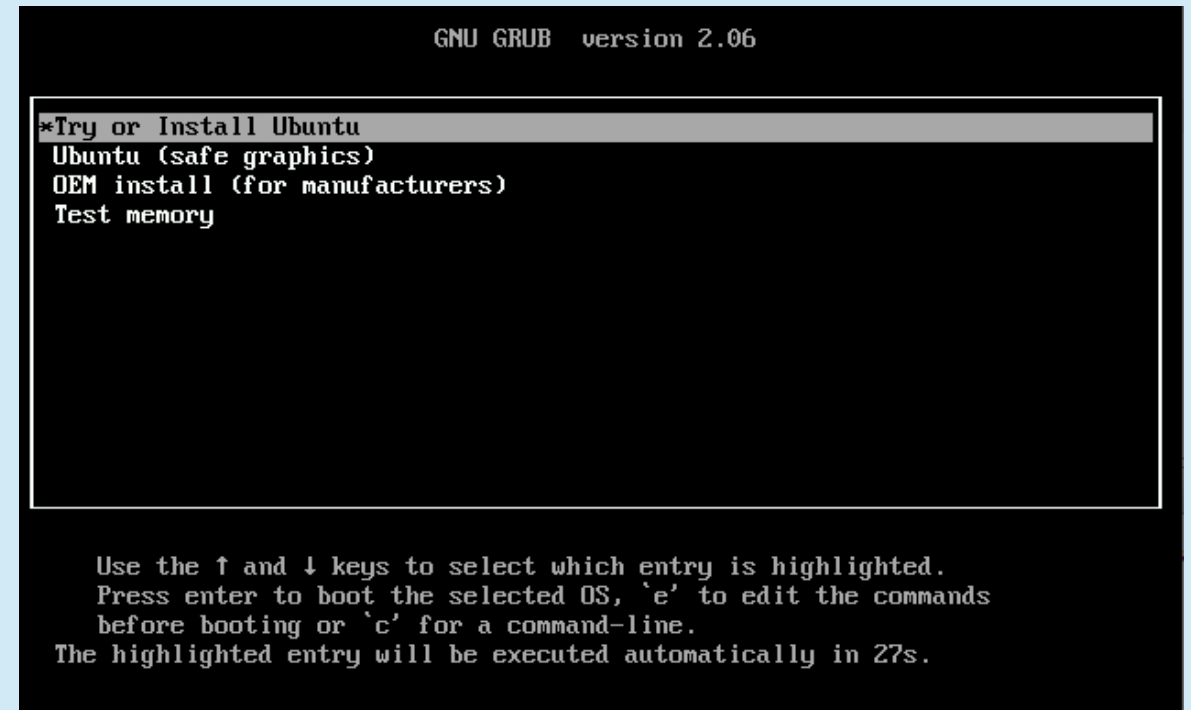 GNU GRUB  version 2.06
*Try or Install Ubuntu
Ubuntu (safe graphics)
OEM install (for manufacturers)
Test memory
Use the ↑ and ↓ keys to select which entry is highlighted.
Press enter to boot the selected OS, `e' to edit the commands
before booting or `c' for a command-line.
The highlighted entry will be executed automatically in 27s.